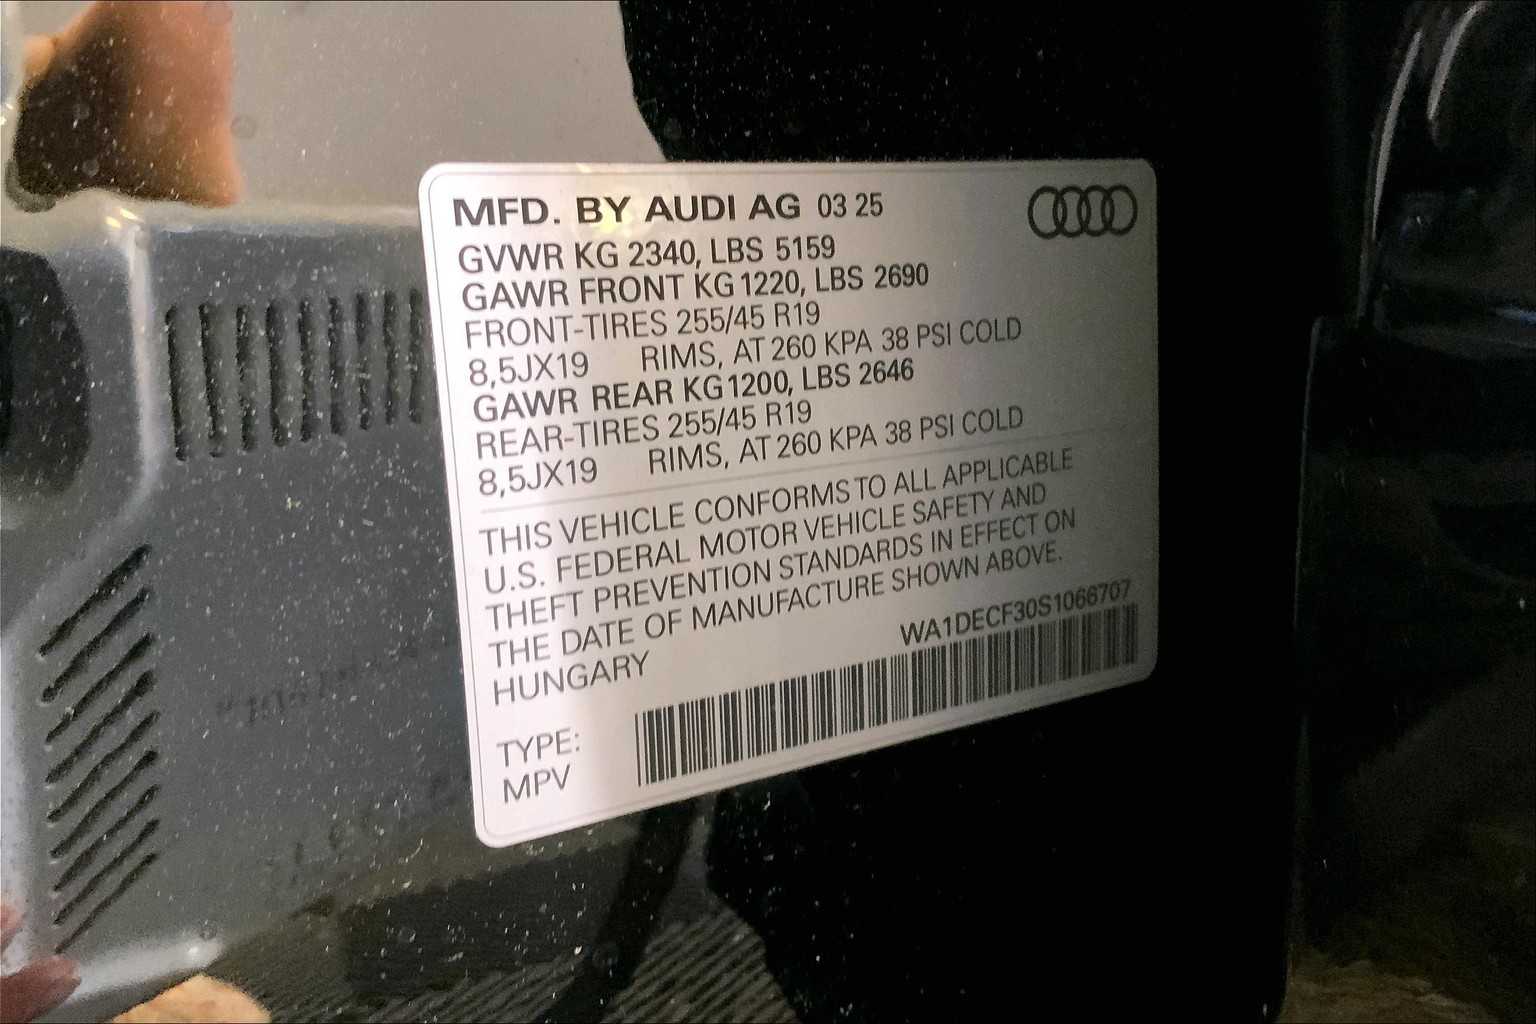 MFD. BY AUDI AG 03 25
GVWR KG 2340, LBS 5159
GAWR FRONT KG 1220, LBS 2690
FRONT-TIRES 255/45 R19
8,5JX19 RIMS, AT 260 KPA 38 PSI COLD
GAWR REAR KG 1200, LBS 2646
REAR-TIRES 255/45 R19
8,5JX19 RIMS, AT 260 KPA 38 PSI COLD
THIS VEHICLE CONFORMS TO ALL APPLICABLE
U.S. FEDERAL MOTOR VEHICLE SAFETY AND
THEFT PREVENTION STANDARDS IN EFFECT ON
THE DATE OF MANUFACTURE SHOWN ABOVE.
HUNGARY
WA1DECF30S1066707
TYPE:
MPV